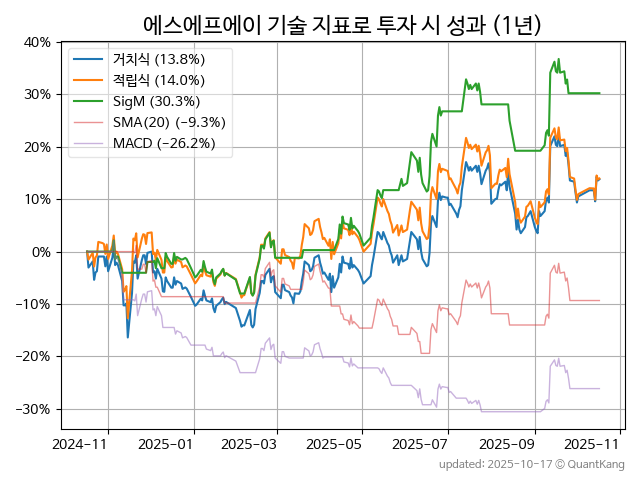 에스에프에이 기술 지표로 투자 시 성과 (1년)
40%
30%
20%
10%
0%
−10%
−20%
−30%
거치식 (13.8%)
적립식 (14.0%)
SigM (30.3%)
SMA(20) (−9.3%)
MACD (−26.2%)
2024-11
2025-01
2025-03
2025-05
2025-07
2025-09
2025-11
updated: 2025-10-17 © QuantKang